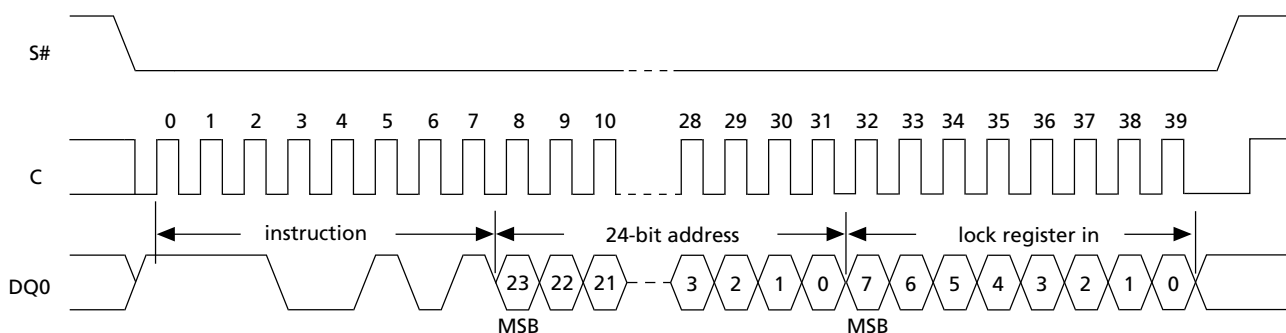 S#
0 1 2 3 4 5 6 7 8 9 10 28 29 30 31 32 33 34 35 36 37 38 39
C
instruction 24-bit address lock register in
DQ0 23 22 21 3 2 1 0 7 6 5 4 3 2 1 0
MSB MSB